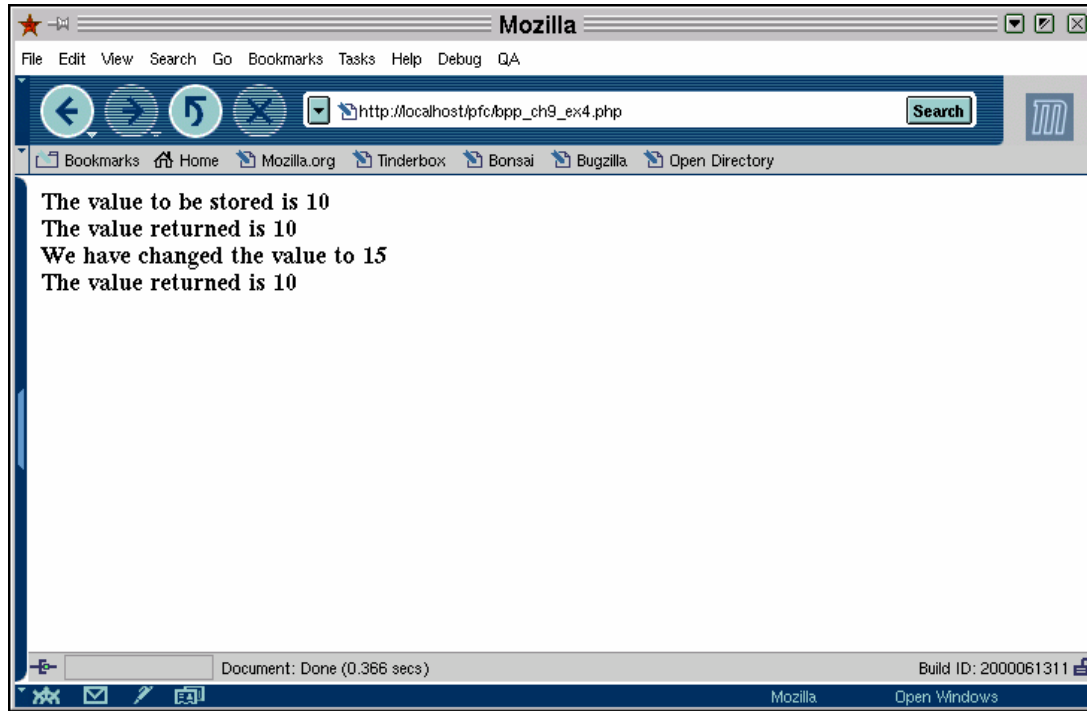 Mozilla
File Edit View Search Go Bookmarks Tasks Help Debug QA
http://localhost/pfc/bpp_ch9_ex4.php Search
Bookmarks Home Mozilla.org Tinderbox Bonsai Bugzilla Open Directory
The value to be stored is 10
The value returned is 10
We have changed the value to 15
The value returned is 10
Document: Done (0.366 secs) Build ID: 2000061311
Mozilla Open Windows